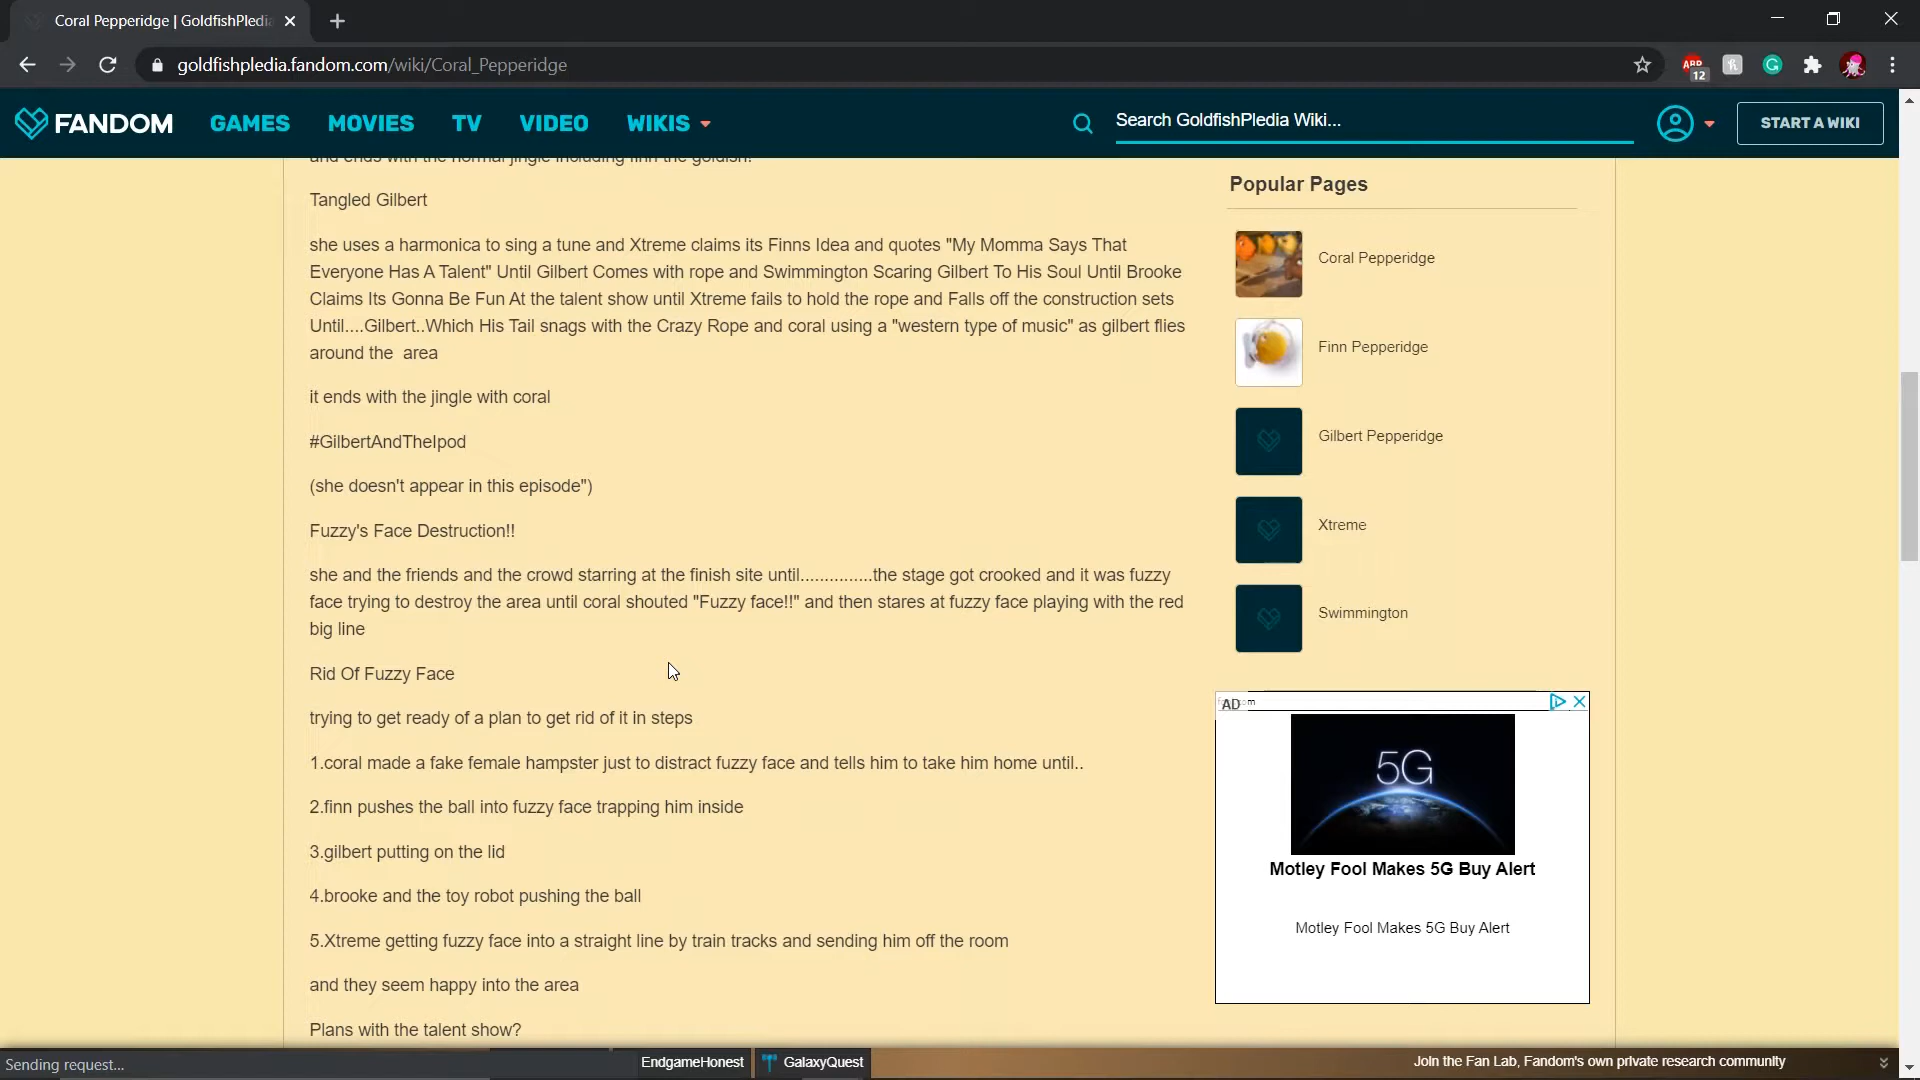 Coral Pepperidge | GoldfishPledia
goldfishpledia.fandom.com/wiki/Coral_Pepperidge
ABP
12
FANDOM
GAMES
MOVIES
TV
VIDEO
WIKIS
Search GoldfishPledia Wiki...
START A WIKI
and ends with the normal jingle including finn the goldfish!
Tangled Gilbert
she uses a harmonica to sing a tune and Xtreme claims its Finns Idea and quotes "My Momma Says That
Everyone Has A Talent" Until Gilbert Comes with rope and Swimmington Scaring Gilbert To His Soul Until Brooke
Claims Its Gonna Be Fun At the talent show until Xtreme fails to hold the rope and Falls off the construction sets
Until....Gilbert..Which His Tail snags with the Crazy Rope and coral using a "western type of music" as gilbert flies
around the area
it ends with the jingle with coral
#GilbertAndTheIpod
(she doesn't appear in this episode")
Fuzzy's Face Destruction!!
she and the friends and the crowd starring at the finish site until...............the stage got crooked and it was fuzzy
face trying to destroy the area until coral shouted "Fuzzy face!!" and then stares at fuzzy face playing with the red
big line
Rid Of Fuzzy Face
trying to get ready of a plan to get rid of it in steps
1.coral made a fake female hampster just to distract fuzzy face and tells him to take him home until..
2.finn pushes the ball into fuzzy face trapping him inside
3.gilbert putting on the lid
4.brooke and the toy robot pushing the ball
5.Xtreme getting fuzzy face into a straight line by train tracks and sending him off the room
and they seem happy into the area
Plans with the talent show?
Popular Pages
Coral Pepperidge
Finn Pepperidge
Gilbert Pepperidge
Xtreme
Swimmington
AD
5G
Motley Fool Makes 5G Buy Alert
Motley Fool Makes 5G Buy Alert
Sending request...
EndgameHonest
GalaxyQuest
Join the Fan Lab, Fandom's own private research community